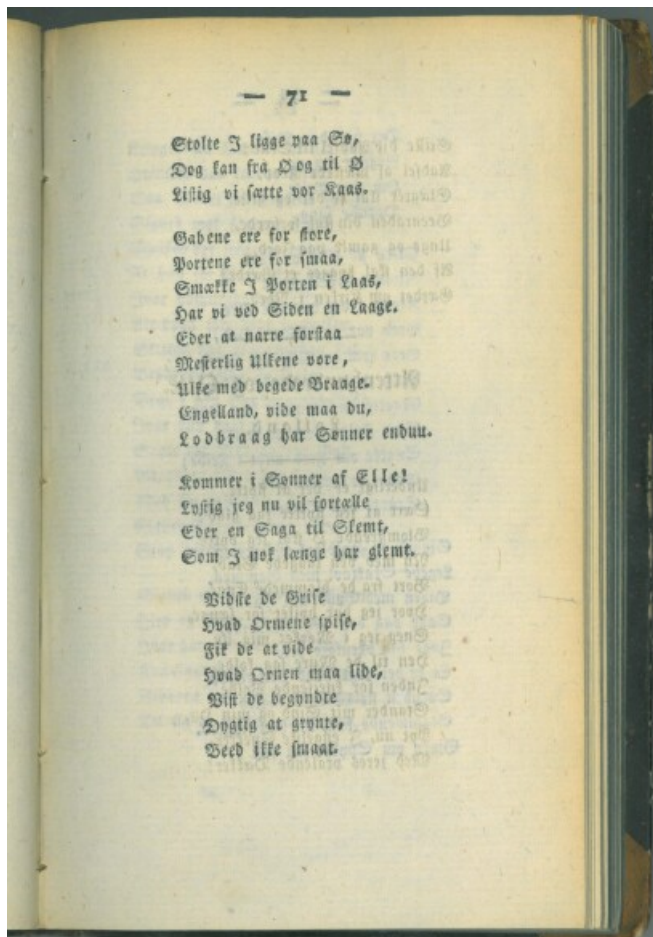 — 71 —
Stolte I ligge paa Sø,
Dog kan fra Ø og til Ø
Listig vi sætte vor Kaas.
Gabene ere for store,
Portene ere for smaa,
Smække I Porten i Laas,
Har vi ved Siden en Laage.
Eder at narre forstaa
Mesterlig Ulkene vore,
Ulke med begede Braage.
Engelland, vide maa du,
Lodbraag har Sønner endnu.
Kommer i Sønner af Elle!
Lystig jeg nu vil fortælle
Eder en Saga til Skemt,
Som I nok længe har glemt.
Vidste de Grise
Hvad Ormene spise,
Fik de at vide
Hvad Ornen maa lide,
Vist de begyndte
Dygtig at grynte,
Beed ikke smaat.